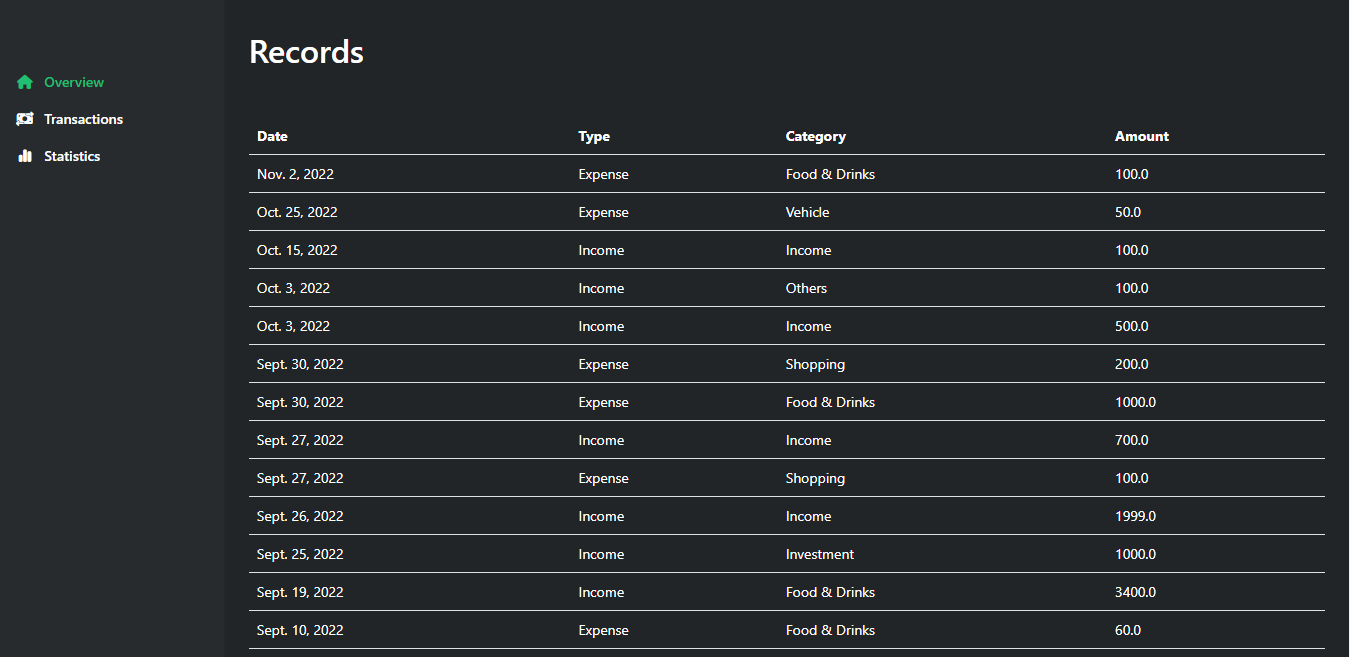 Records
Overview
Transactions
Statistics
Date Type Category Amount
Nov. 2, 2022 Expense Food & Drinks 100.0
Oct. 25, 2022 Expense Vehicle 50.0
Oct. 15, 2022 Income Income 100.0
Oct. 3, 2022 Income Others 100.0
Oct. 3, 2022 Income Income 500.0
Sept. 30, 2022 Expense Shopping 200.0
Sept. 30, 2022 Expense Food & Drinks 1000.0
Sept. 27, 2022 Income Income 700.0
Sept. 27, 2022 Expense Shopping 100.0
Sept. 26, 2022 Income Income 1999.0
Sept. 25, 2022 Income Investment 1000.0
Sept. 19, 2022 Income Food & Drinks 3400.0
Sept. 10, 2022 Expense Food & Drinks 60.0